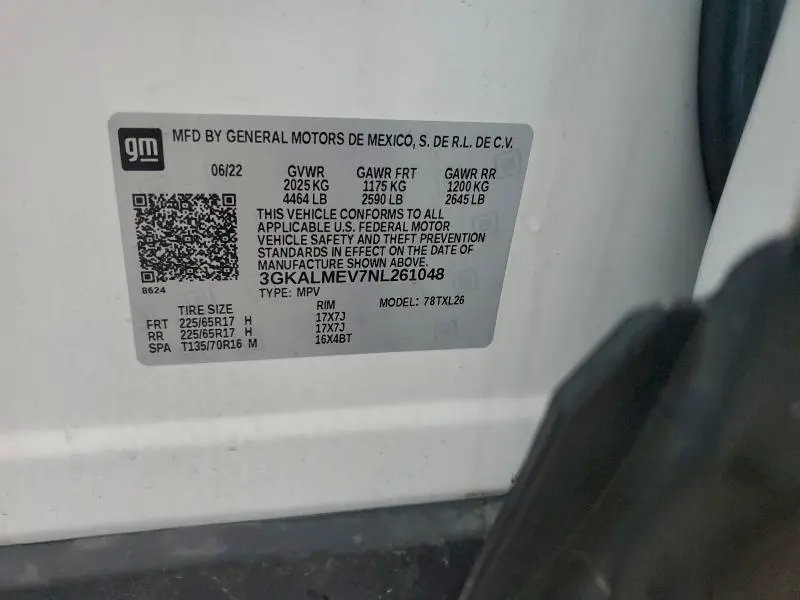 gm MFD BY GENERAL MOTORS DE MEXICO, S. DE R.L. DE C.V.
06/22 GVWR GAWR FRT GAWR RR
2025 KG 1175 KG 1200 KG
4464 LB 2590 LB 2645 LB
THIS VEHICLE CONFORMS TO ALL
APPLICABLE U.S. FEDERAL MOTOR
VEHICLE SAFETY AND THEFT PREVENTION
STANDARDS IN EFFECT ON THE DATE OF
MANUFACTURE SHOWN ABOVE.
3GKALMEV7NL261048
8624
TYPE: MPV MODEL: 78TXL26
TIRE SIZE RIM
FRT 225/65R17 H 17X7J
RR 225/65R17 H 17X7J
SPA T135/70R16 M 16X4BT